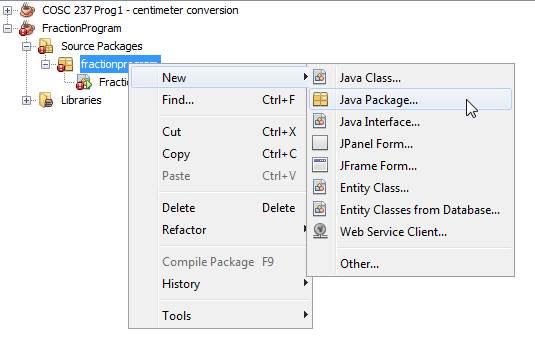 COSC 237 Prog1 - centimeter conversion
FractionProgram
Source Packages
fractionprogram
Fractio
Libraries
New
Find... Ctrl+F
Cut Ctrl+X
Copy Ctrl+C
Paste Ctrl+V
Delete Delete
Refactor
Compile Package F9
History
Tools
Java Class...
Java Package...
Java Interface...
JPanel Form...
JFrame Form...
Entity Class...
Entity Classes from Database...
Web Service Client...
Other...